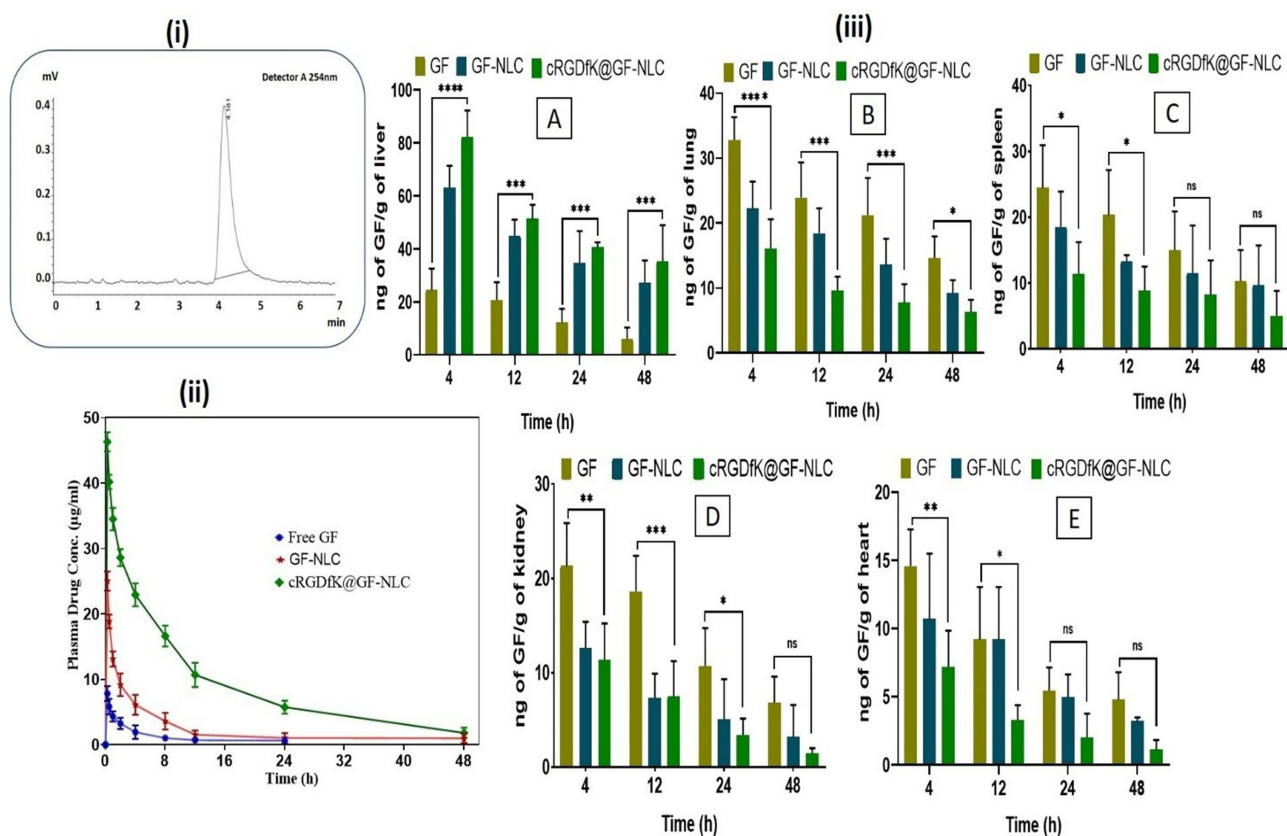 (i)
mV
Detector A 254nm
4.181
0.4
0.3
0.2
0.1
0.0
0 1 2 3 4 5 6 7
min
(ii)
Plasma Drug Conc. (µg/ml)
50
40
30
20
10
0
Free GF
GF-NLC
cRGDfK@GF-NLC
0 8 16 24 32 40 48
Time (h)
(iii)
GF GF-NLC cRGDfK@GF-NLC
A
ng of GF/g of liver
100
80
60
40
20
0
**** *** *** ***
4 12 24 48
Time (h)
GF GF-NLC cRGDfK@GF-NLC
B
ng of GF/g of lung
40
30
20
10
0
**** *** *** *
4 12 24 48
Time (h)
GF GF-NLC cRGDfK@GF-NLC
C
ng of GF/g of spleen
40
30
20
10
0
* * ns ns
4 12 24 48
Time (h)
GF GF-NLC cRGDfK@GF-NLC
D
ng of GF/g of kidney
30
20
10
0
** *** * ns
4 12 24 48
Time (h)
GF GF-NLC cRGDfK@GF-NLC
E
ng of GF/g of heart
20
15
10
5
0
** * ns ns
4 12 24 48
Time (h)